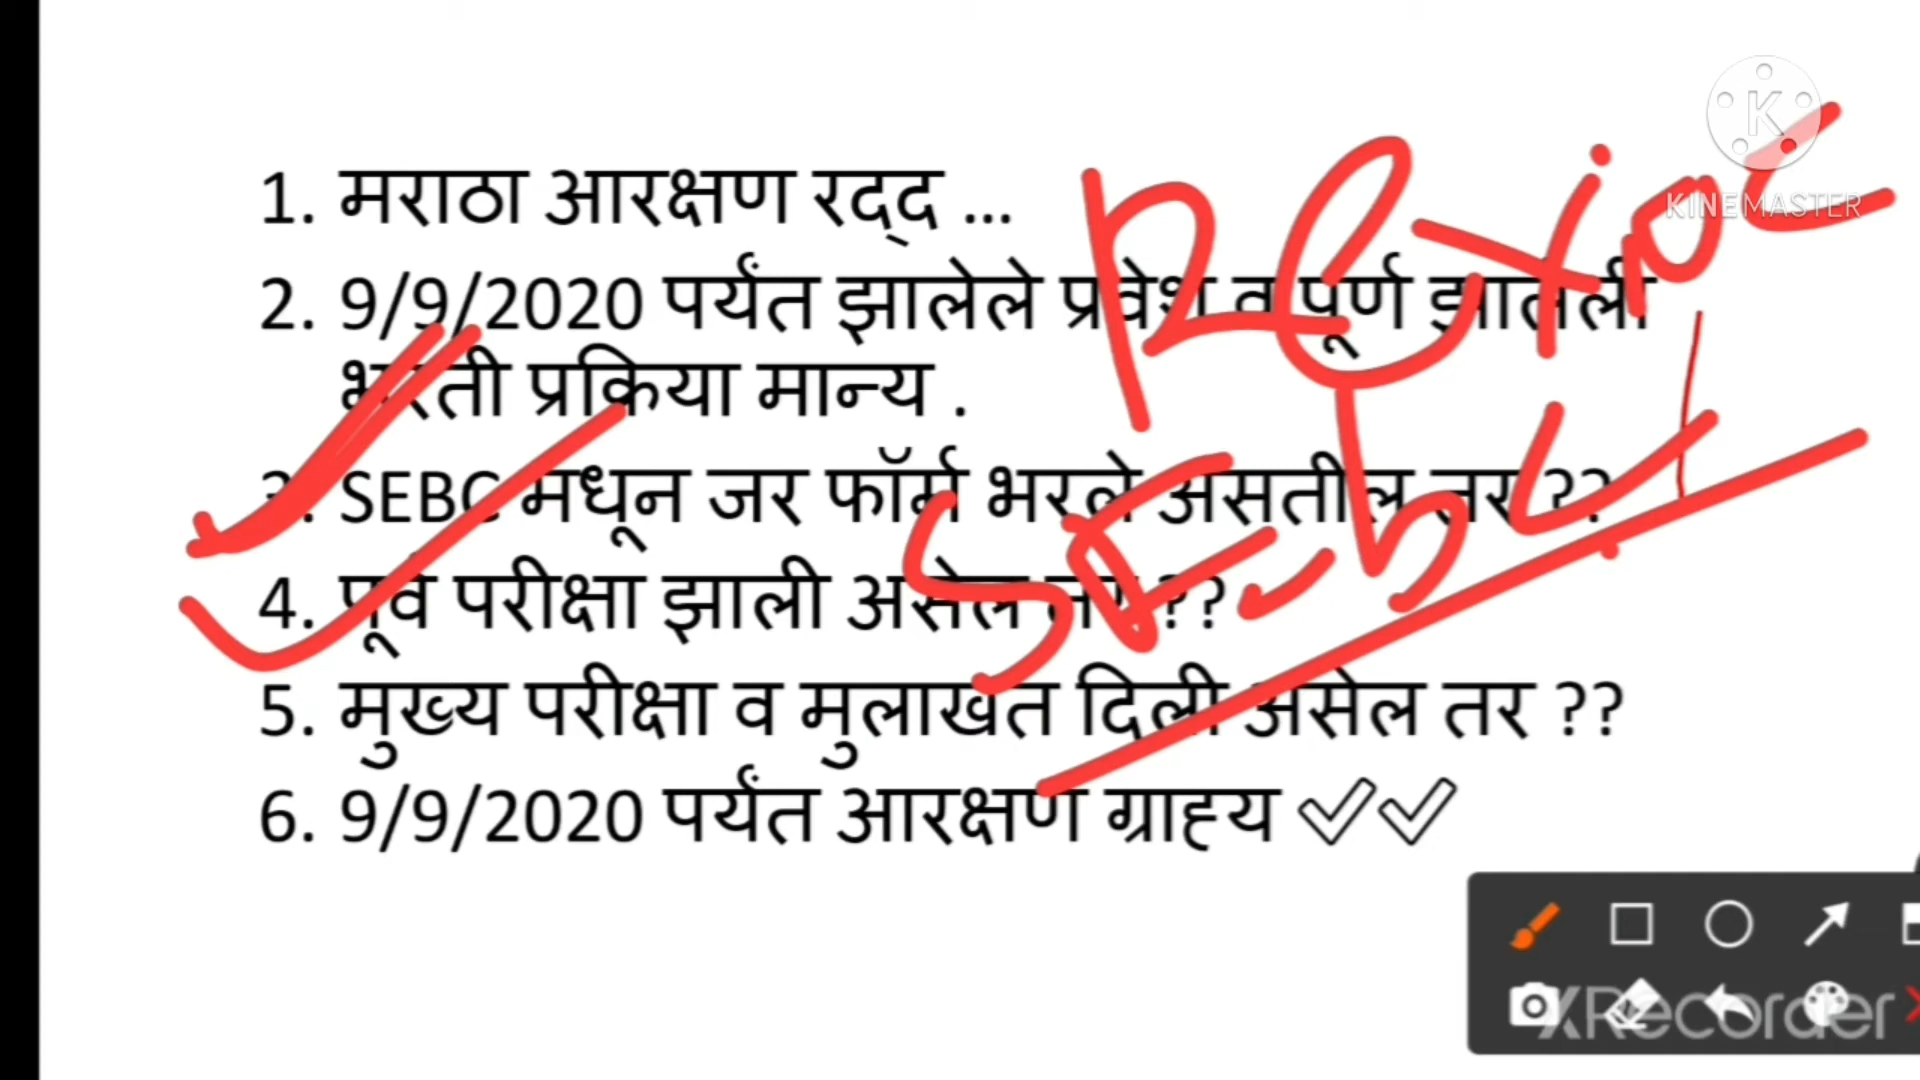 1. मराठा आरक्षण रद्द ...
2. 9/9/2020 पर्यंत झालेले प्रवेश व पूर्ण झालेली
भरती प्रक्रिया मान्य .
3. SEBC मधून जर फॉर्म भरले असतील तर ??
4. पूर्व परीक्षा झाली असेल तर ??
5. मुख्य परीक्षा व मुलाखत दिली असेल तर ??
6. 9/9/2020 पर्यंत आरक्षण ग्राह्य ✓✓
K
KINEMASTER
SEbc
XRecorder